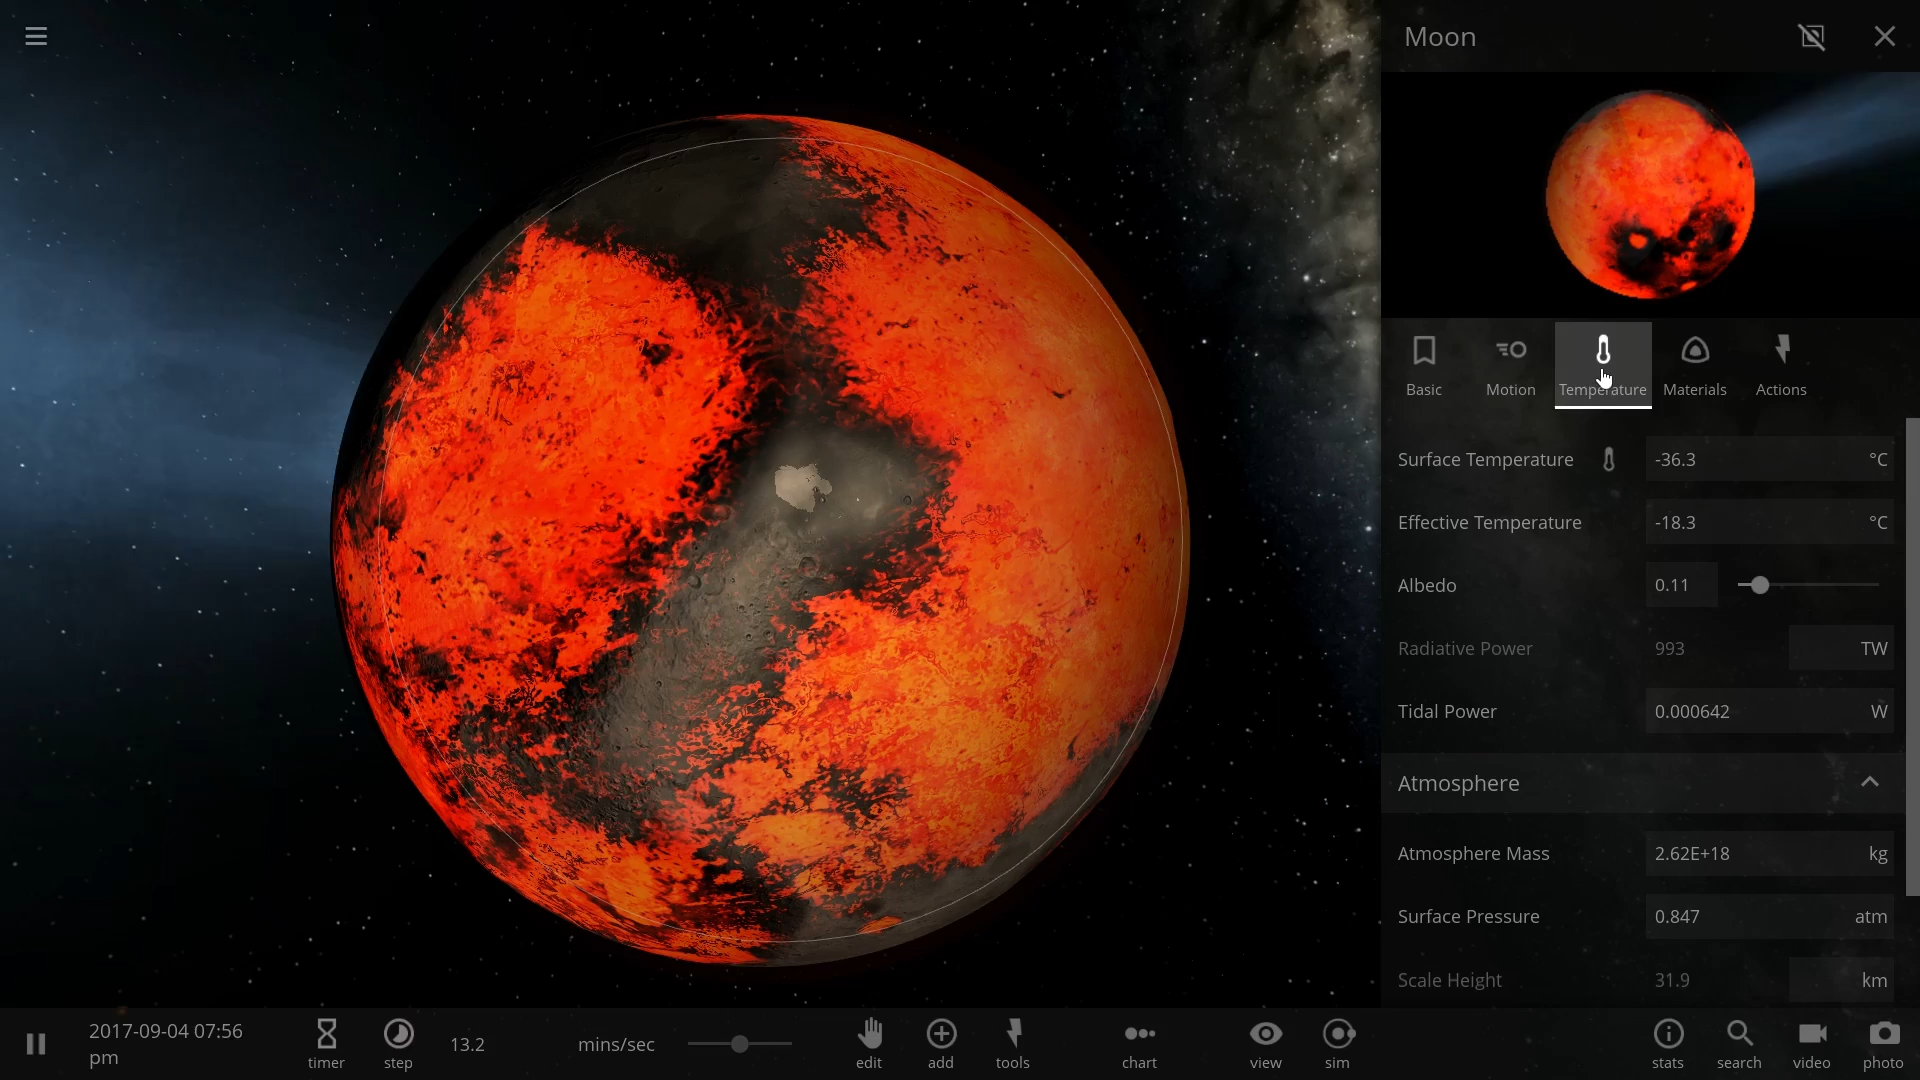 Moon
Basic
Motion
Temperature
Materials
Actions
Surface Temperature -36.3 °C
Effective Temperature -18.3 °C
Albedo 0.11
Radiative Power 993 TW
Tidal Power 0.000642 W
Atmosphere
Atmosphere Mass 2.62E+18 kg
Surface Pressure 0.847 atm
Scale Height 31.9 km
2017-09-04 07:56
pm
timer
step
13.2 mins/sec
edit
add
tools
chart
view
sim
stats
search
video
photo